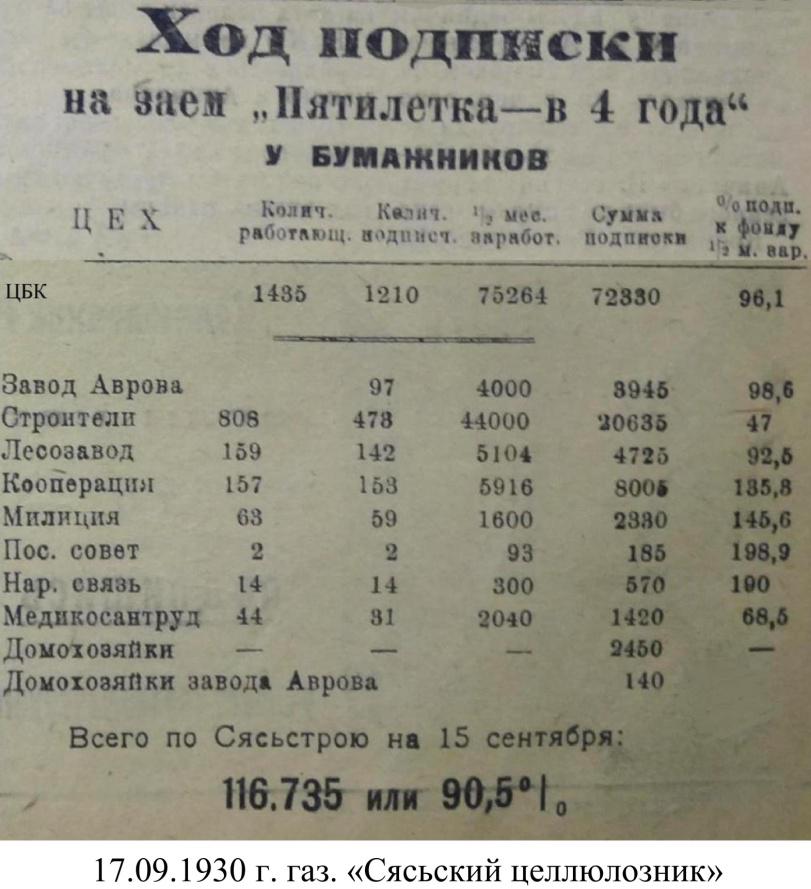 Ход подписки
на заем „Пятилетка—в 4 года“
У БУМАЖНИКОВ
ЦЕХ Колич. работающ. Колич. подписч. 1/2 мес. заработ. Сумма подписки % подп. к фонду 1/2 м. зар.
ЦБК 1435 1210 75264 72330 96,1
Завод Аврова 97 4000 3945 98,6
Строители 808 473 44000 20635 47
Лесозавод 159 142 5104 4725 92,5
Кооперация 157 153 5916 8005 135,3
Милиция 63 59 1600 2330 145,6
Пос. совет 2 2 93 185 198,9
Нар. связь 14 14 300 570 190
Медикосантруд 44 31 2040 1420 68,5
Домохозяйки — — — 2450 —
Домохозяйки завода Аврова 140
Всего по Сясьстрою на 15 сентября:
116.735 или 90,5%
17.09.1930 г. газ. «Сясьский целлюлозник»